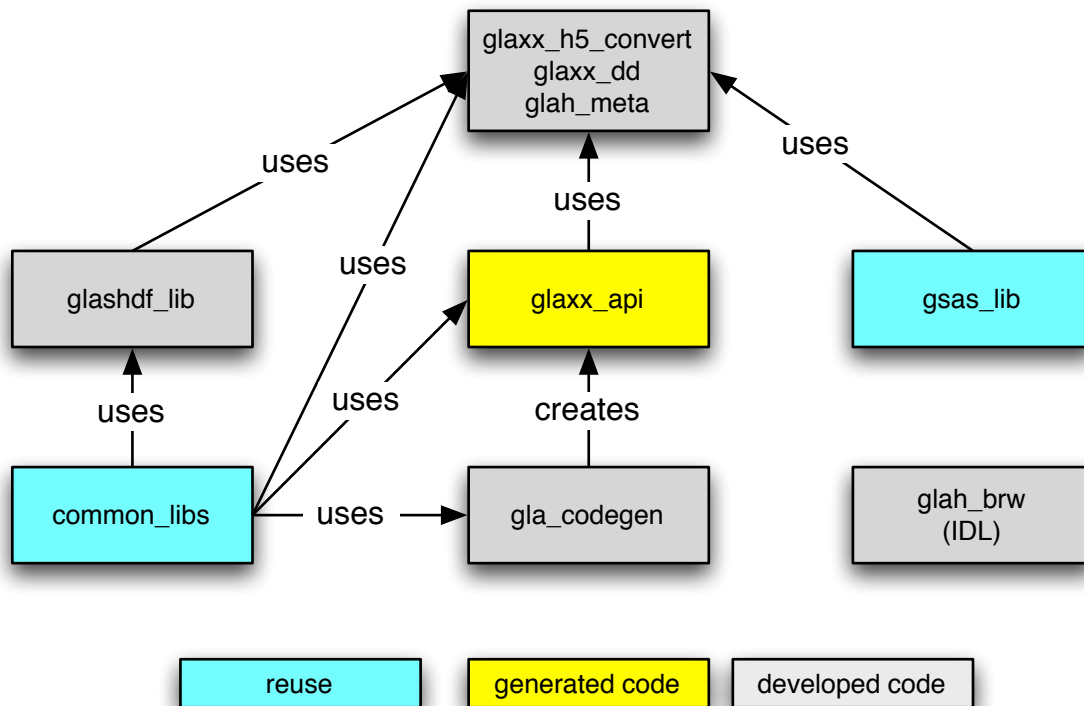 glaxx_h5_convert
glaxx_dd
glah_meta
uses
uses
uses
uses
glashdf_lib
glaxx_api
gsas_lib
uses
uses
creates
common_libs
uses
gla_codegen
glah_brw
(IDL)
reuse
generated code
developed code